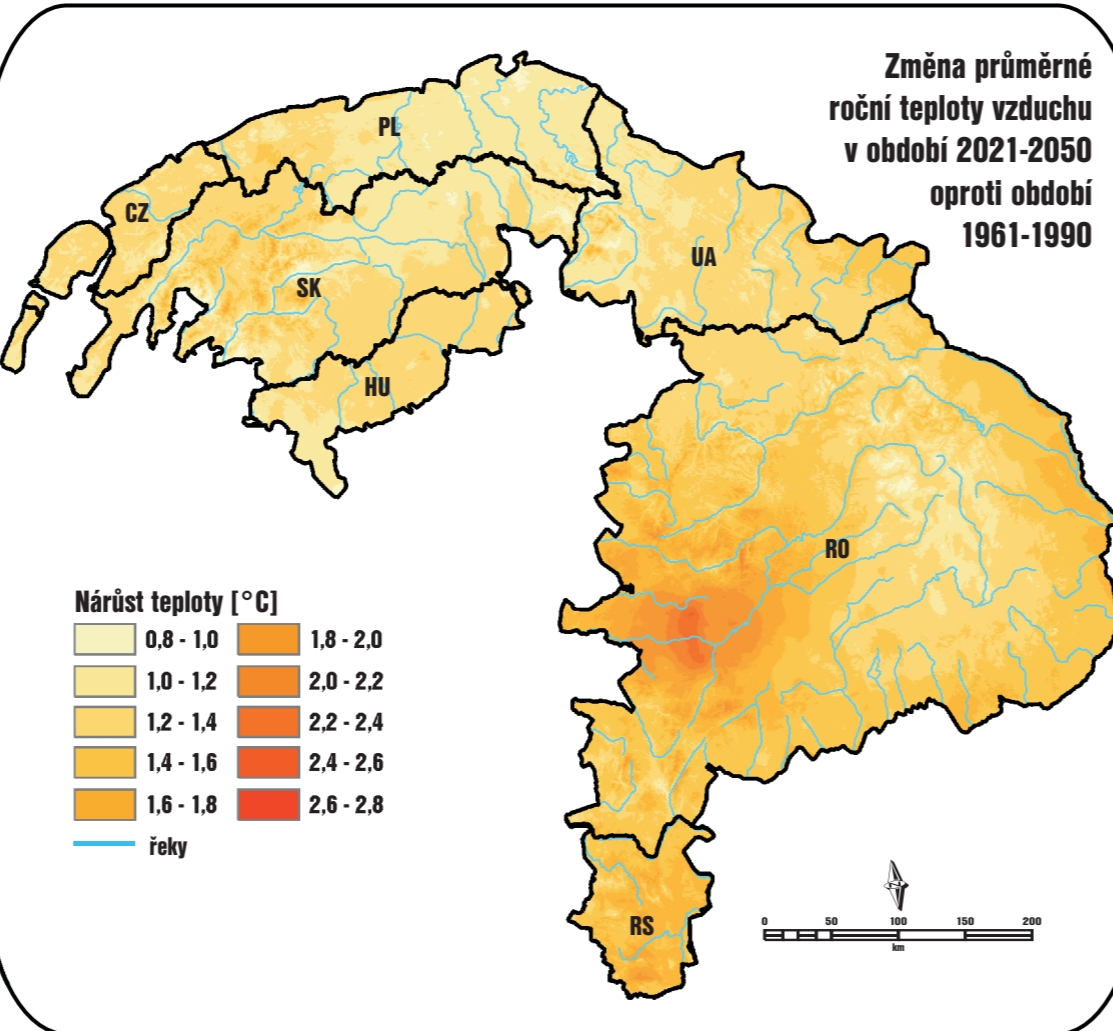 Změna průměrné
roční teploty vzduchu
v období 2021-2050
oproti období
1961-1990
PL
CZ
UA
SK
HU
RO
RS
Nárůst teploty [°C]
0,8 - 1,0
1,8 - 2,0
1,0 - 1,2
2,0 - 2,2
1,2 - 1,4
2,2 - 2,4
1,4 - 1,6
2,4 - 2,6
1,6 - 1,8
2,6 - 2,8
řeky
0 50 100 150 200
km